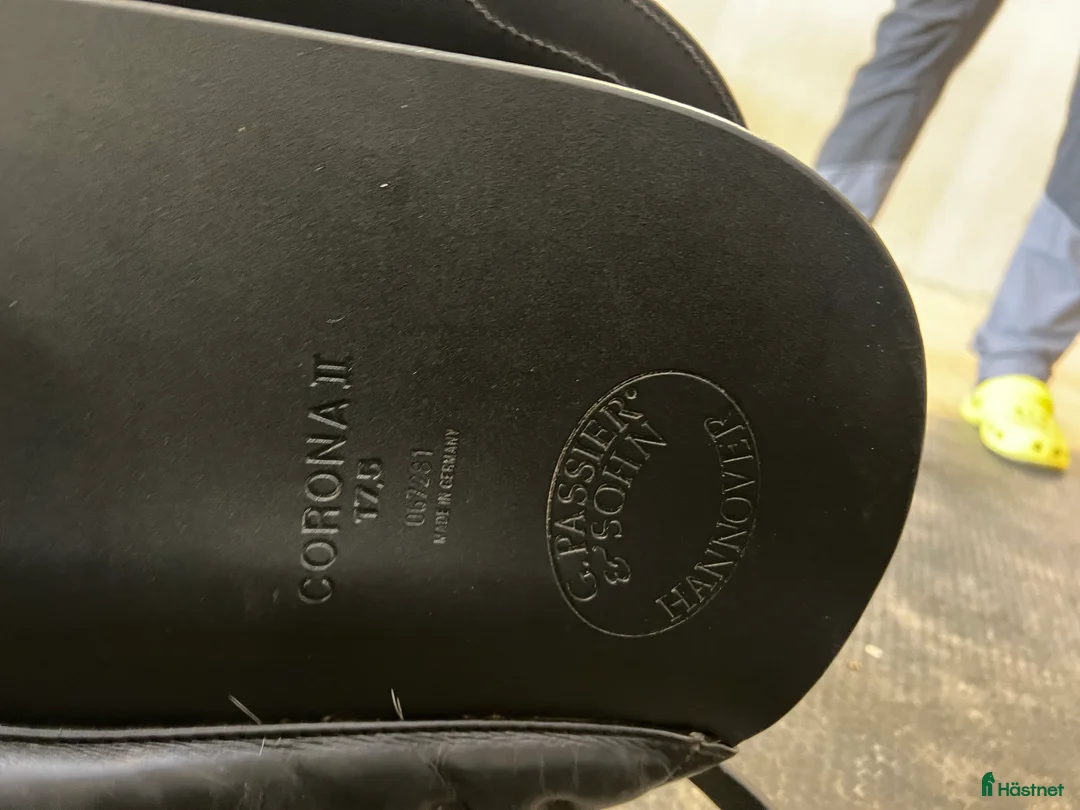 CORONA II
17,5
067281
MADE IN GERMANY
G. PASSIER
& SOHN
HANNOVER
Hästnet